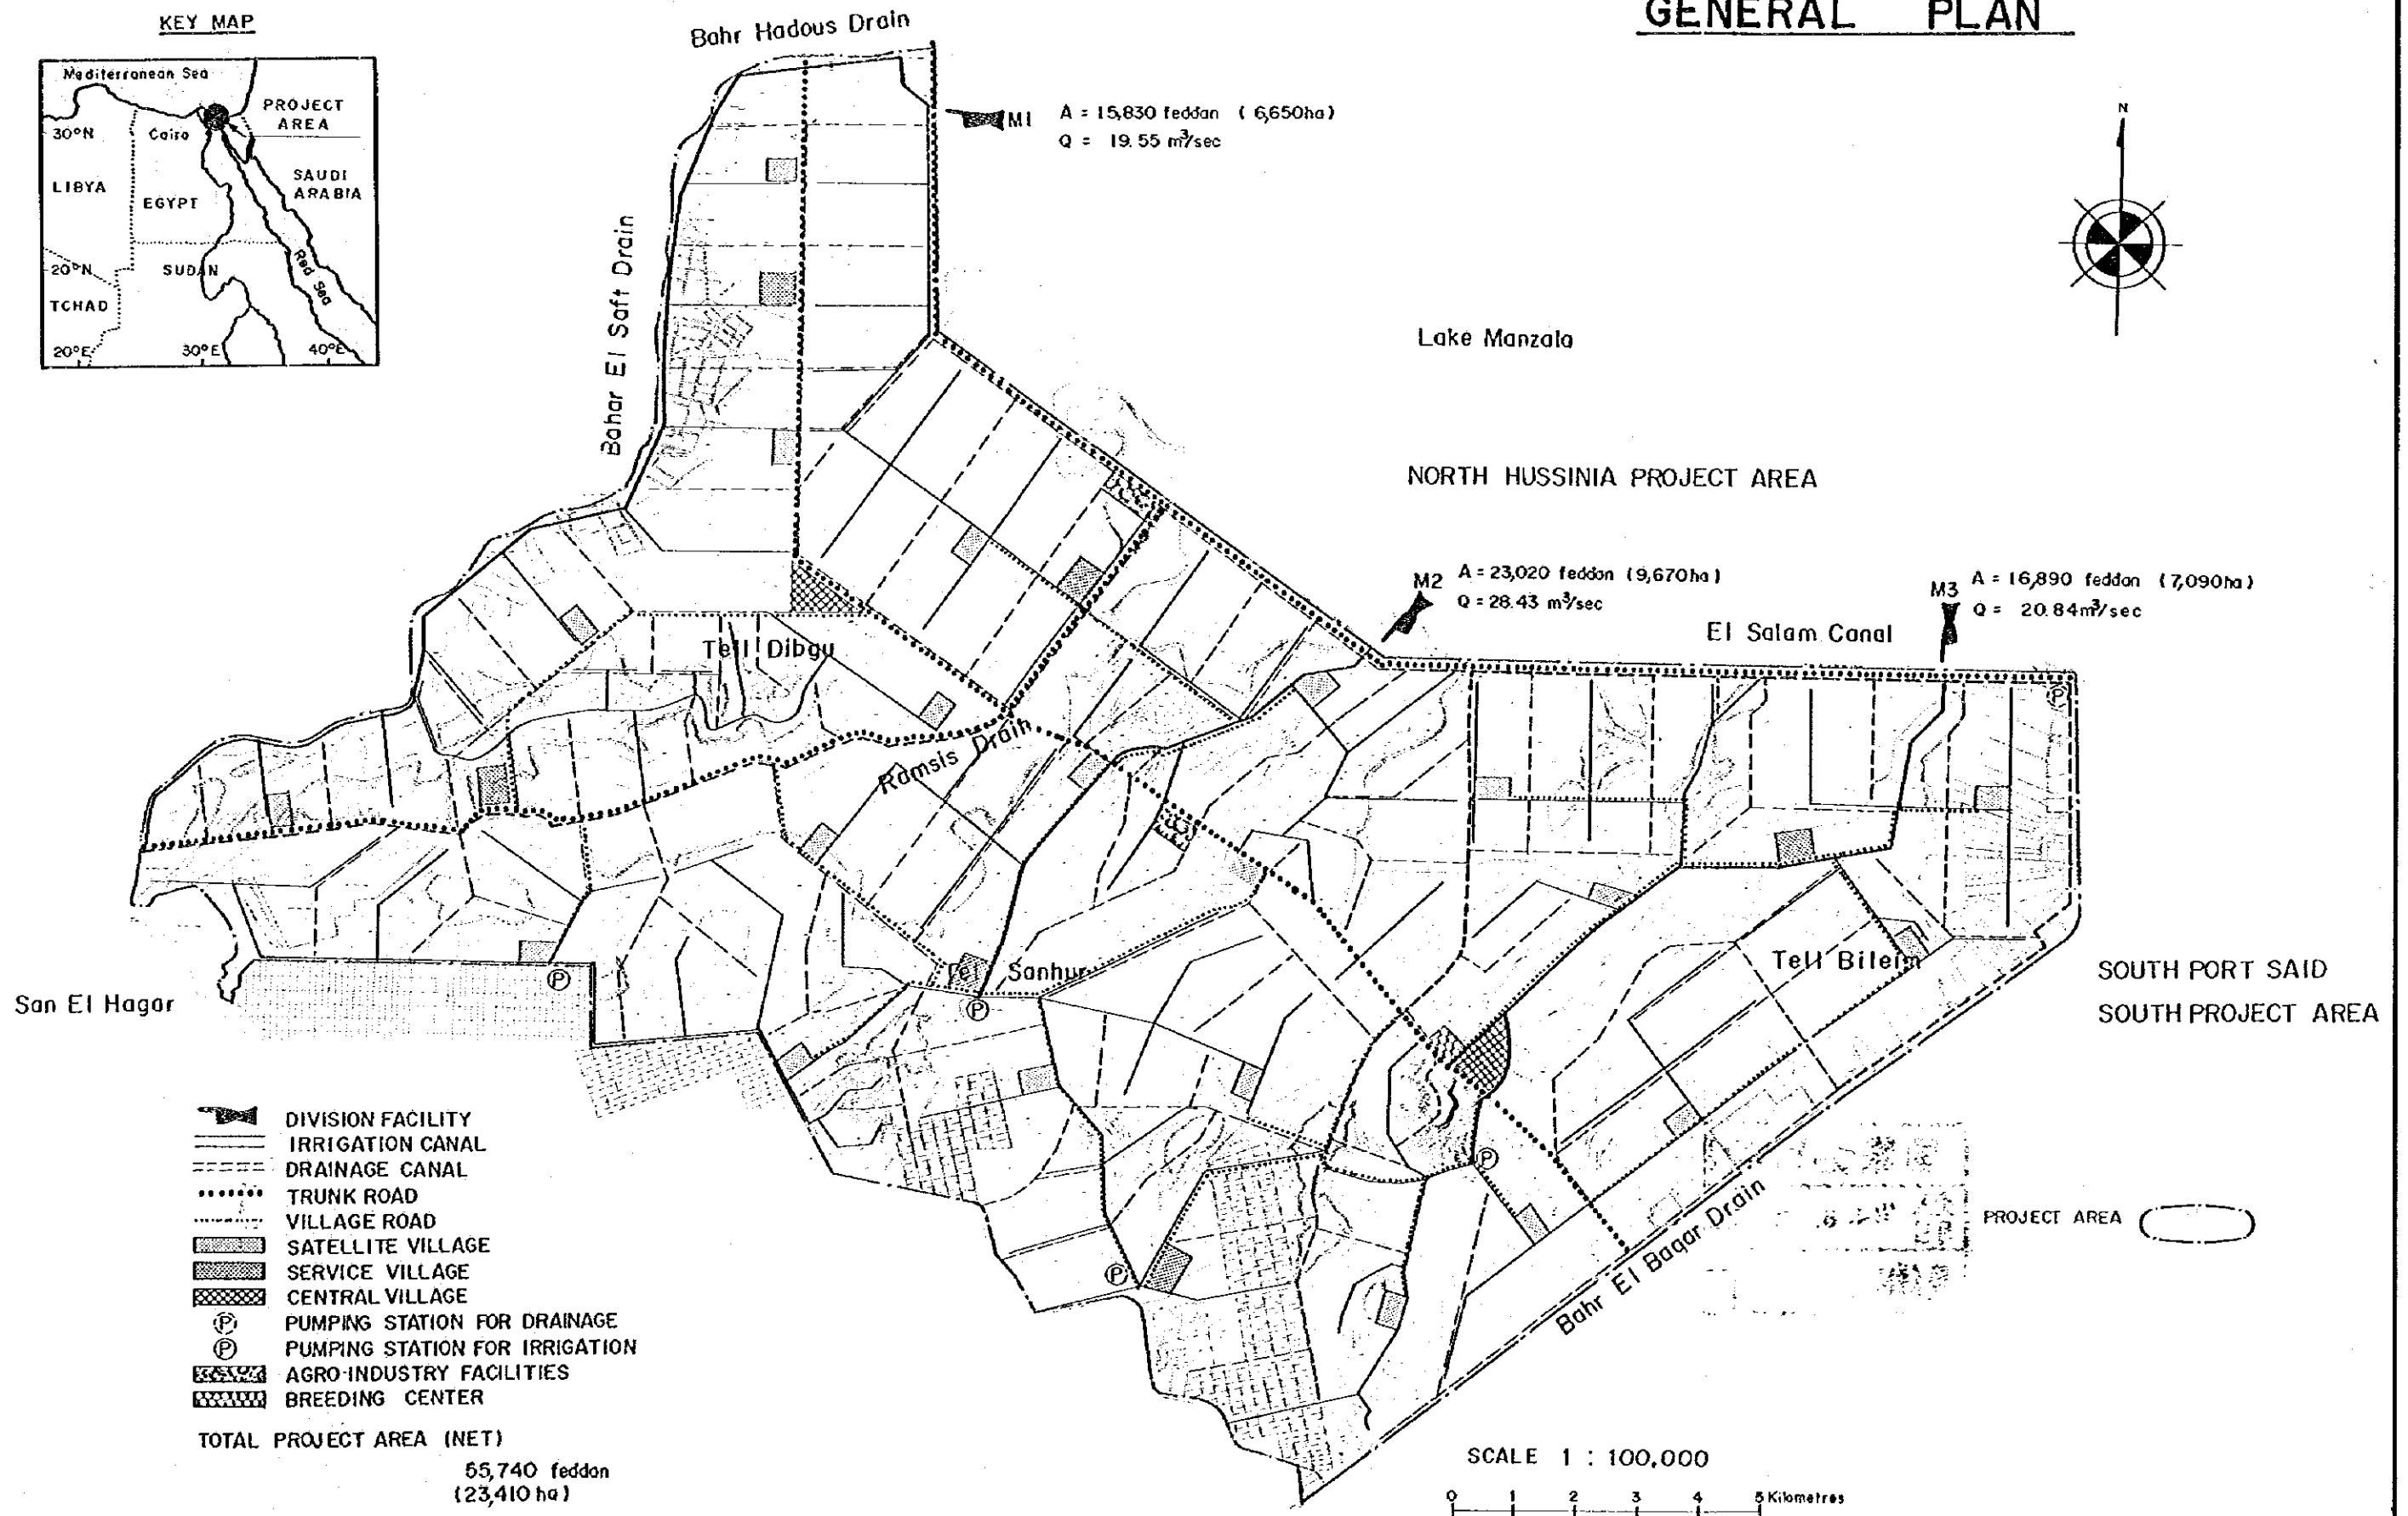 GENERAL PLAN
KEY MAP
Mediterranean Sea
PROJECT
AREA
30°N
Cairo
LIBYA
EGYPT
SAUDI
ARABIA
20°N
SUDAN
Red Sea
TCHAD
20°E
30°E
40°E
Bahr Hadous Drain
M1
A = 15,830 feddan (6,650ha)
Q = 19.55 m³/sec
N
Bahar El Saft Drain
Lake Manzala
NORTH HUSSINIA PROJECT AREA
M2
A = 23,020 feddan (9,670ha)
Q = 28.43 m³/sec
M3
A = 16,890 feddan (7,090ha)
Q = 20.84m³/sec
El Salam Canal
Tell Dibgu
P
Ramsis Drain
Tel Sanhur
Tell Bileim
SOUTH PORT SAID
SOUTH PROJECT AREA
San El Hagar
P
P
P
P
Bahr El Baqar Drain
PROJECT AREA
DIVISION FACILITY
IRRIGATION CANAL
DRAINAGE CANAL
TRUNK ROAD
VILLAGE ROAD
SATELLITE VILLAGE
SERVICE VILLAGE
CENTRAL VILLAGE
P PUMPING STATION FOR DRAINAGE
P PUMPING STATION FOR IRRIGATION
AGRO-INDUSTRY FACILITIES
BREEDING CENTER
TOTAL PROJECT AREA (NET)
55,740 feddan
(23,410 ha)
SCALE 1 : 100,000
0 1 2 3 4 5 Kilometres